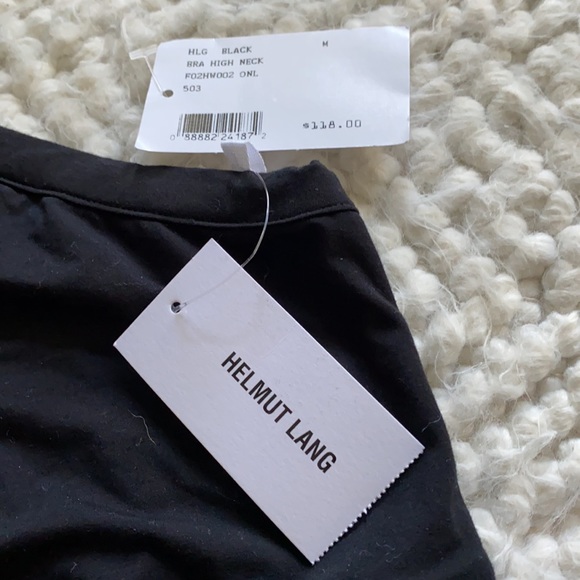 HLG BLACK M
BRA HIGH NECK
F02HW002 ONL
503
0 88882 24187 2
$118.00
HELMUT LANG